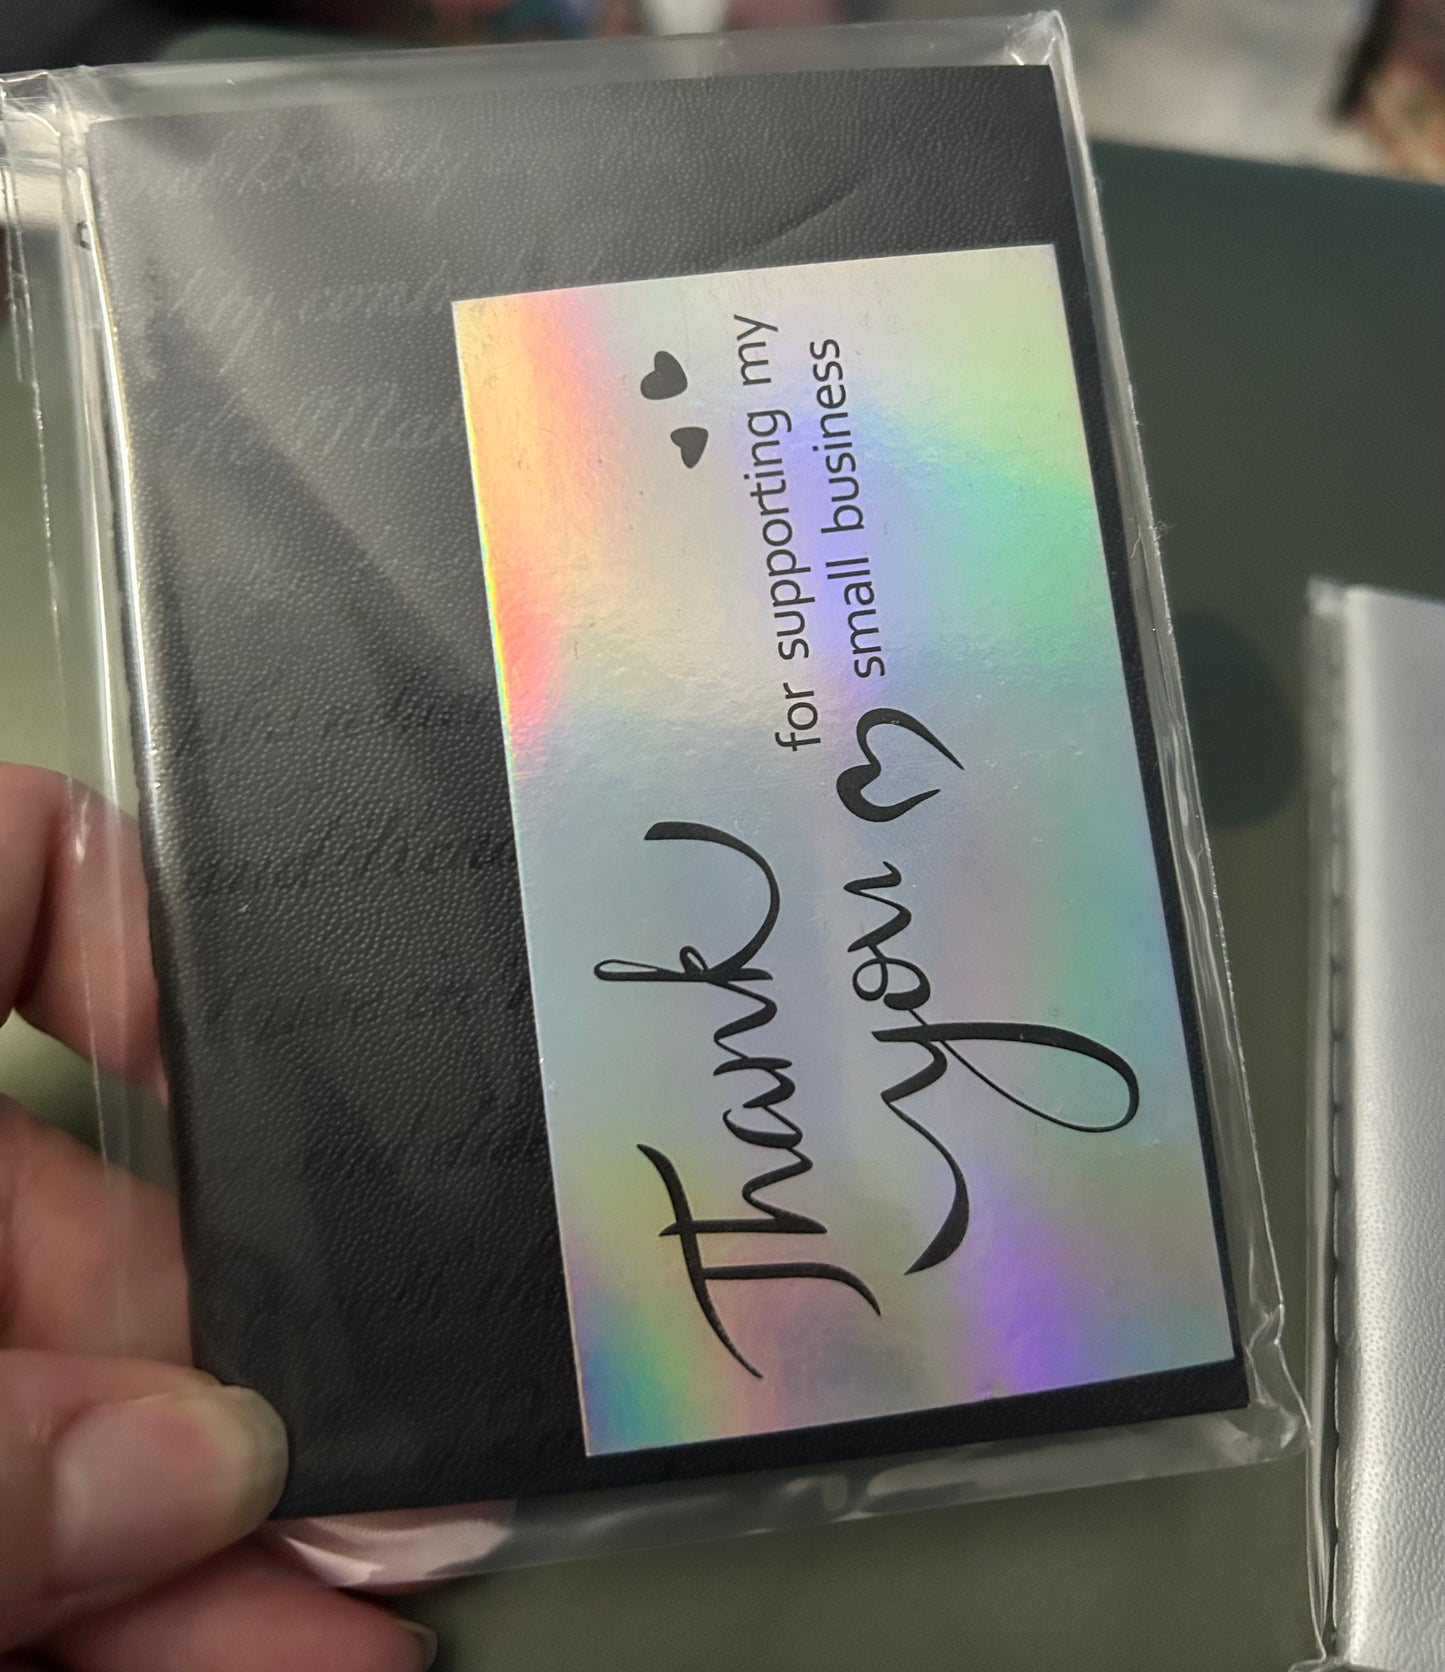 Thank
you
for supporting my
small business